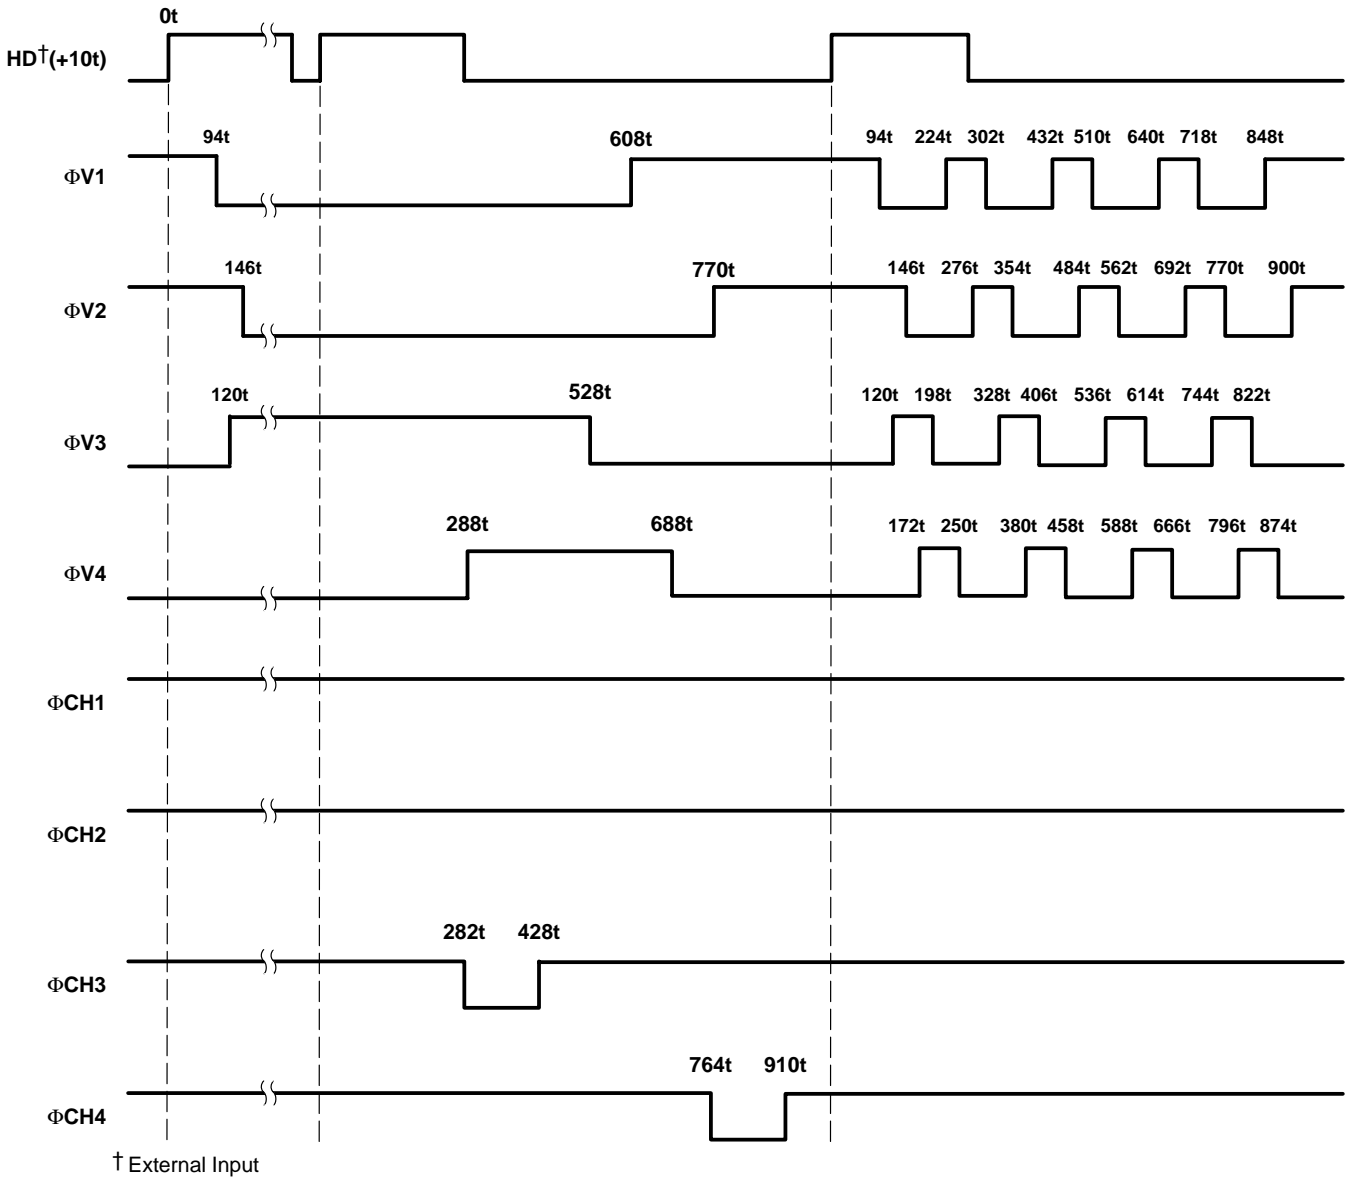 0t
HD†(+10t)
94t 608t 94t 224t 302t 432t 510t 640t 718t 848t
ΦV1
146t 770t 146t 276t 354t 484t 562t 692t 770t 900t
ΦV2
120t 528t 120t 198t 328t 406t 536t 614t 744t 822t
ΦV3
288t 688t 172t 250t 380t 458t 588t 666t 796t 874t
ΦV4
ΦCH1
ΦCH2
282t 428t
ΦCH3
764t 910t
ΦCH4
† External Input